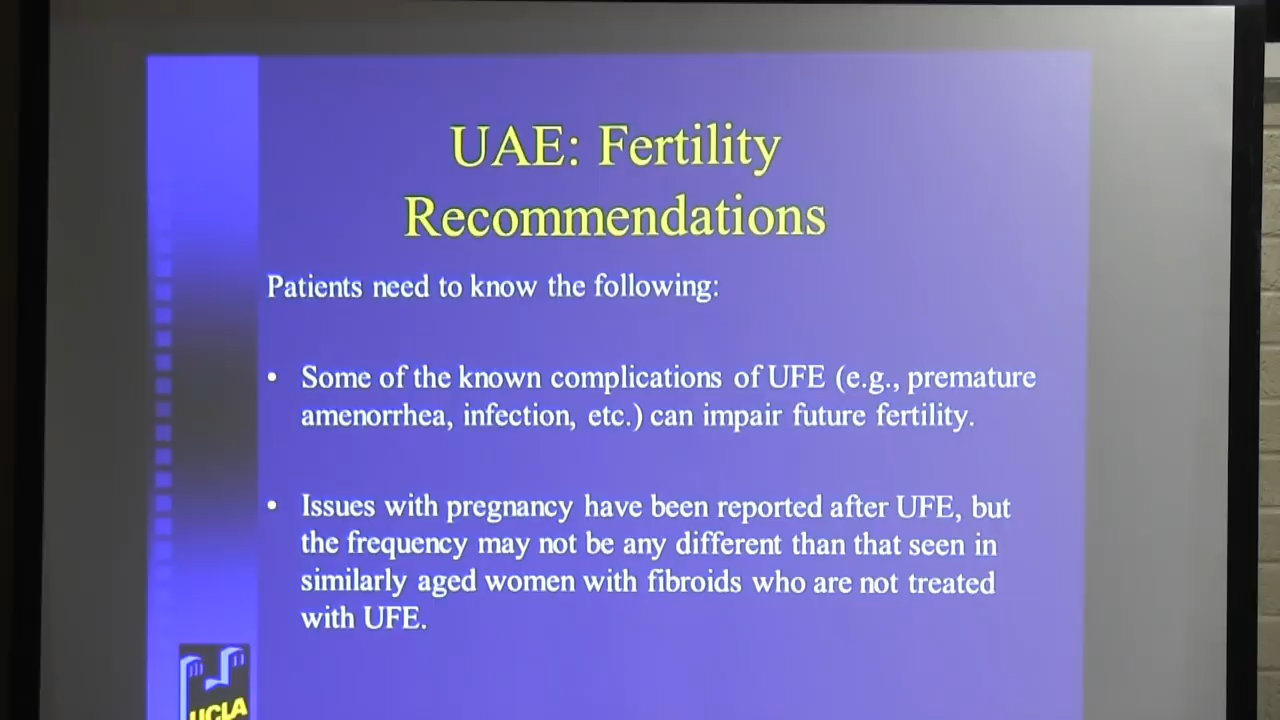 UAE: Fertility
Recommendations
Patients need to know the following:
• Some of the known complications of UFE (e.g., premature
amenorrhea, infection, etc.) can impair future fertility.
• Issues with pregnancy have been reported after UFE, but
the frequency may not be any different than that seen in
similarly aged women with fibroids who are not treated
with UFE.
UCLA